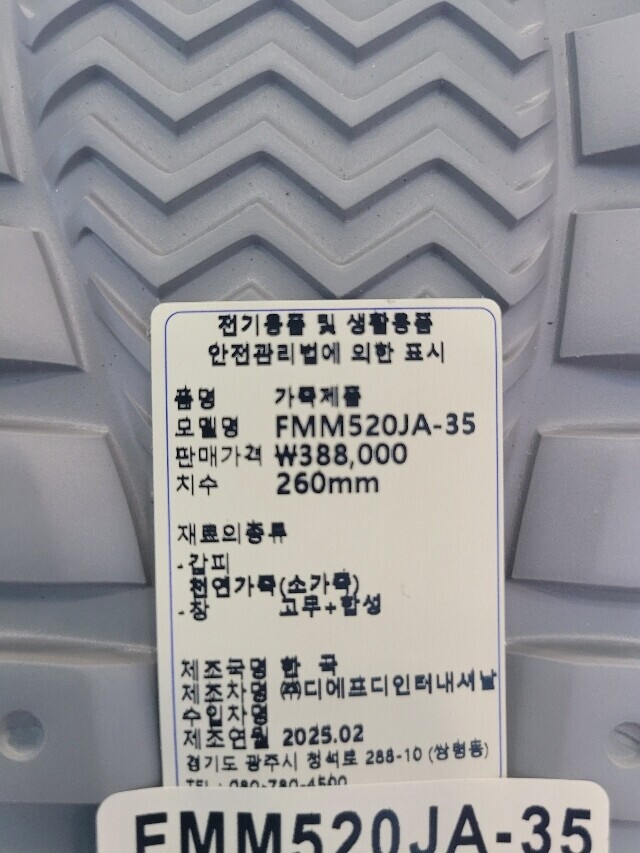 전기용품 및 생활용품
안전관리법에 의한 표시
품명 가죽제품
모델명 FMM520JA-35
판매가격 ₩388,000
치수 260mm
재료의종류
-갑피
천연가죽(소가죽)
-창 고무+합성
제조국명 한 국
제조자명 ㈜디에프디인터내셔날
수입자명
제조연월 2025.02
경기도 광주시 청석로 288-10 (쌍령동)
TEL : 080-780-4500
FMM520JA-35